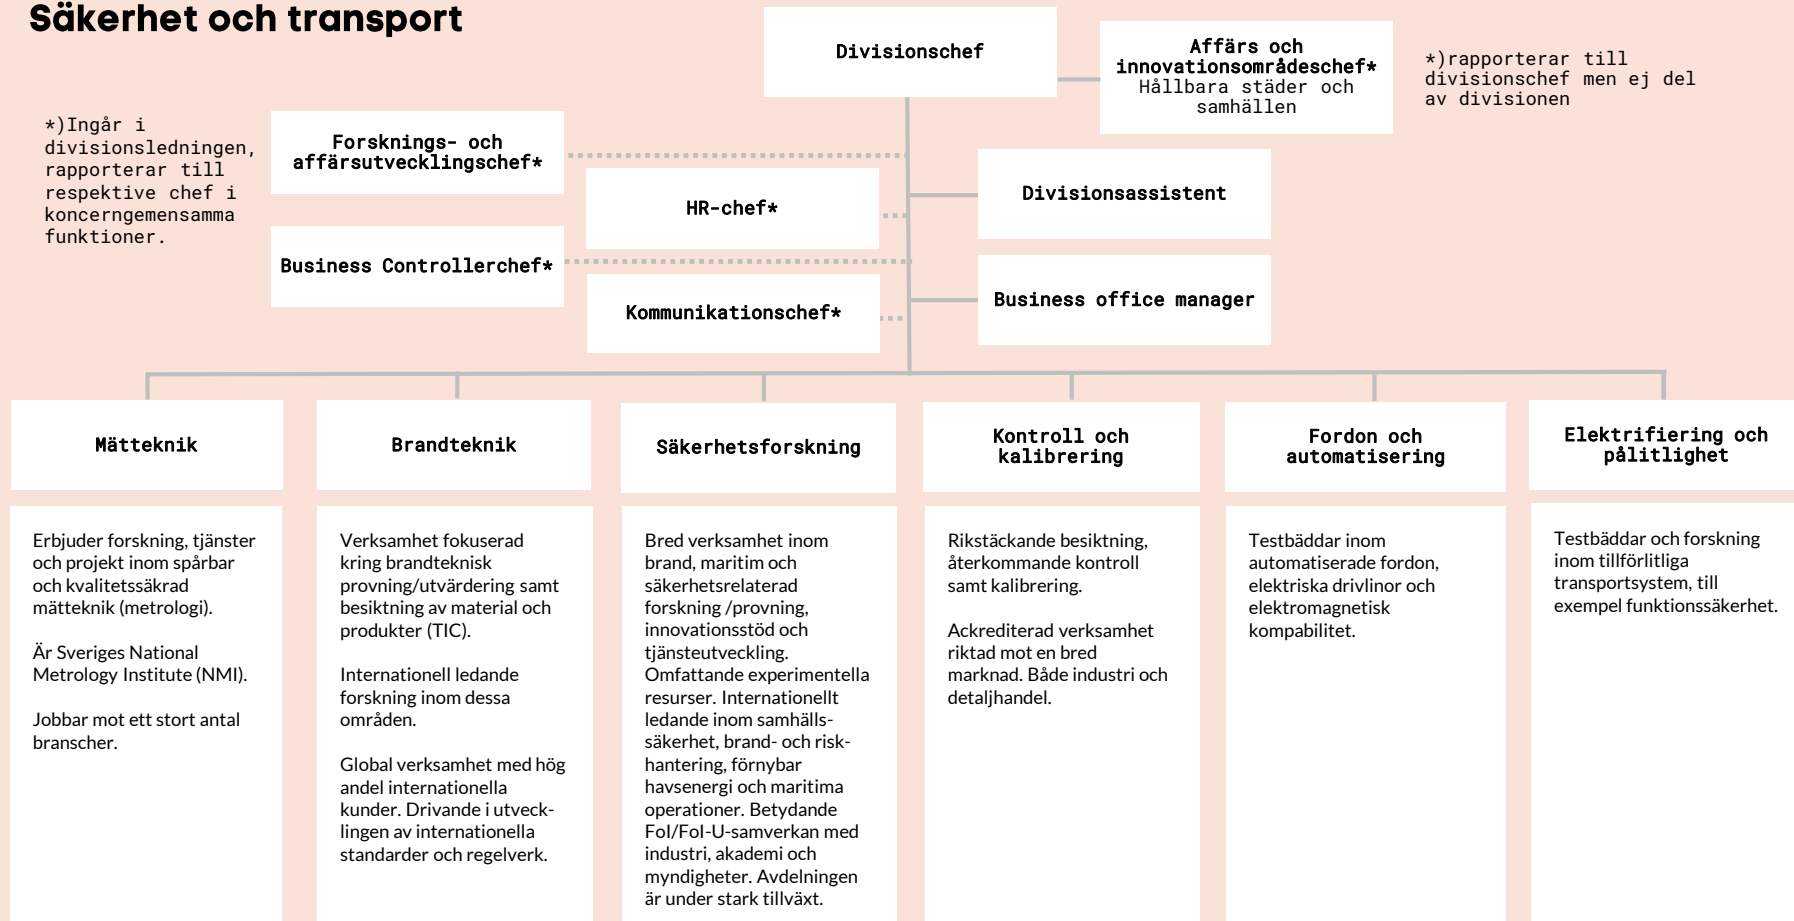 Säkerhet och transport
Divisionschef
Affärs och
innovationsområdeschef*
Hållbara städer och
samhällen
*)rapporterar till
divisionschef men ej del
av divisionen
*)Ingår i
divisionsledningen,
rapporterar till
respektive chef i
koncerngemensamma
funktioner.
Forsknings- och
affärsutvecklingschef*
HR-chef*
Divisionsassistent
Business Controllerchef*
Kommunikationschef*
Business office manager
Mätteknik
Brandteknik
Säkerhetsforskning
Kontroll och
kalibrering
Fordon och
automatisering
Elektrifiering och
pålitlighet
Erbjuder forskning, tjänster
och projekt inom spårbar
och kvalitetssäkrad
mätteknik (metrologi).
Är Sveriges National
Metrology Institute (NMI).
Jobbar mot ett stort antal
branscher.
Verksamhet fokuserad
kring brandteknisk
provning/utvärdering samt
besiktning av material och
produkter (TIC).
Internationell ledande
forskning inom dessa
områden.
Global verksamhet med hög
andel internationella
kunder. Drivande i utveck-
lingen av internationella
standarder och regelverk.
Bred verksamhet inom
brand, maritim och
säkerhetsrelaterad
forskning /provning,
innovationsstöd och
tjänsteutveckling.
Omfattande experimentella
resurser. Internationellt
ledande inom samhälls-
säkerhet, brand- och risk-
hantering, förnybar
havsenergi och maritima
operationer. Betydande
FoI/FoI-U-samverkan med
industri, akademi och
myndigheter. Avdelningen
är under stark tillväxt.
Rikstäckande besiktning,
återkommande kontroll
samt kalibrering.
Ackrediterad verksamhet
riktad mot en bred
marknad. Både industri och
detaljhandel.
Testbäddar inom
automatiserade fordon,
elektriska drivlinor och
elektromagnetisk
kompabilitet.
Testbäddar och forskning
inom tillförlitliga
transportsystem, till
exempel funktionssäkerhet.